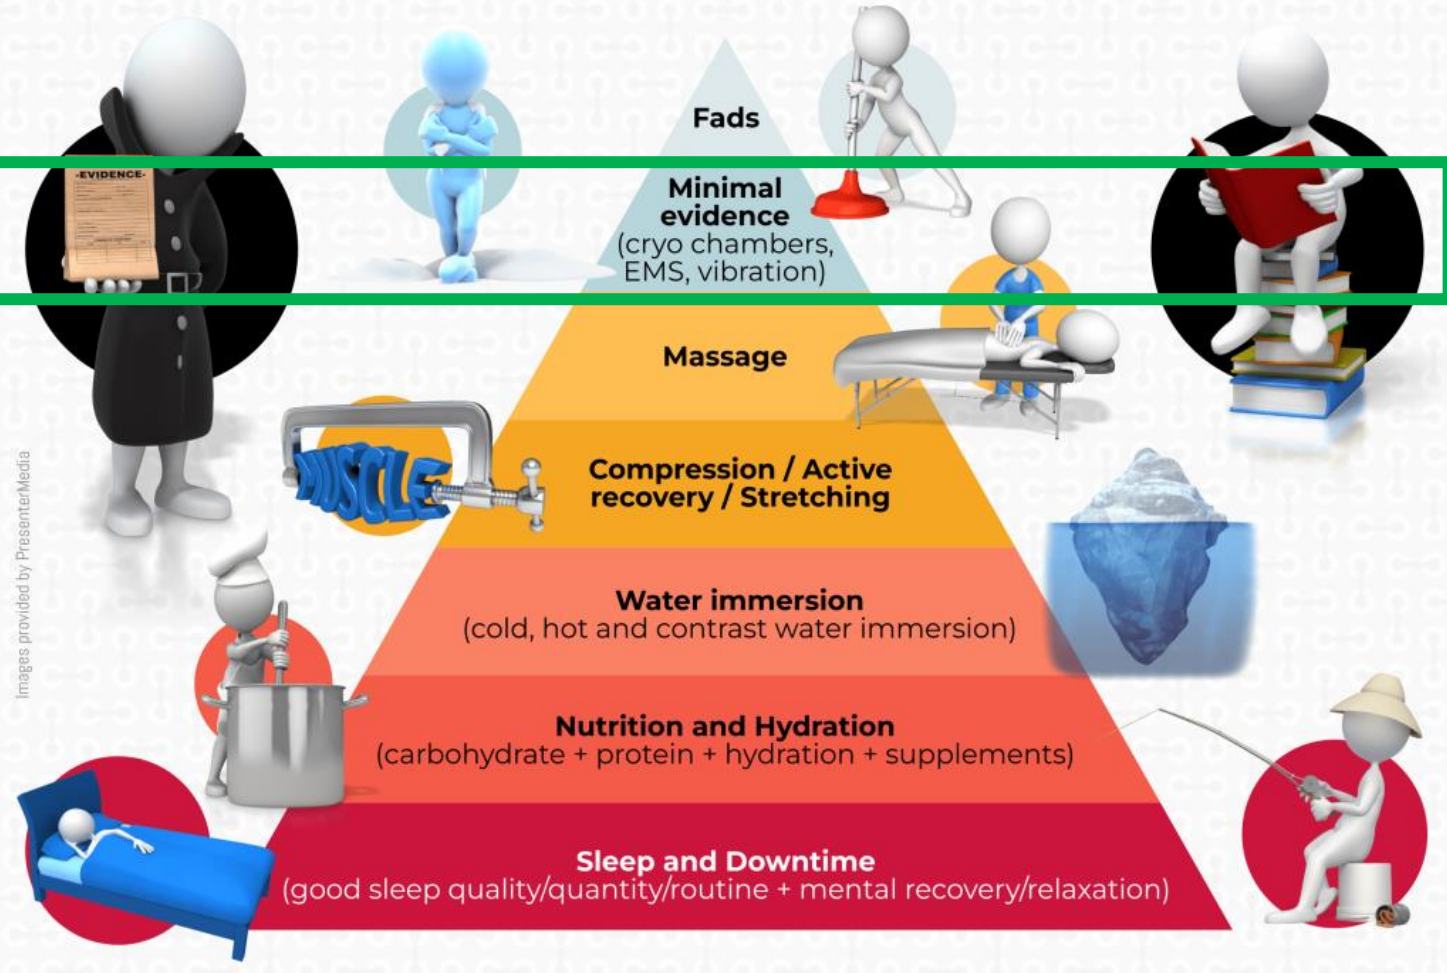 Fads
-EVIDENCE-
Minimal
evidence
(cryo chambers,
EMS, vibration)
Massage
MUSCLE
Compression / Active
recovery / Stretching
Water immersion
(cold, hot and contrast water immersion)
Nutrition and Hydration
(carbohydrate + protein + hydration + supplements)
Sleep and Downtime
(good sleep quality/quantity/routine + mental recovery/relaxation)
Images provided by PresenterMedia